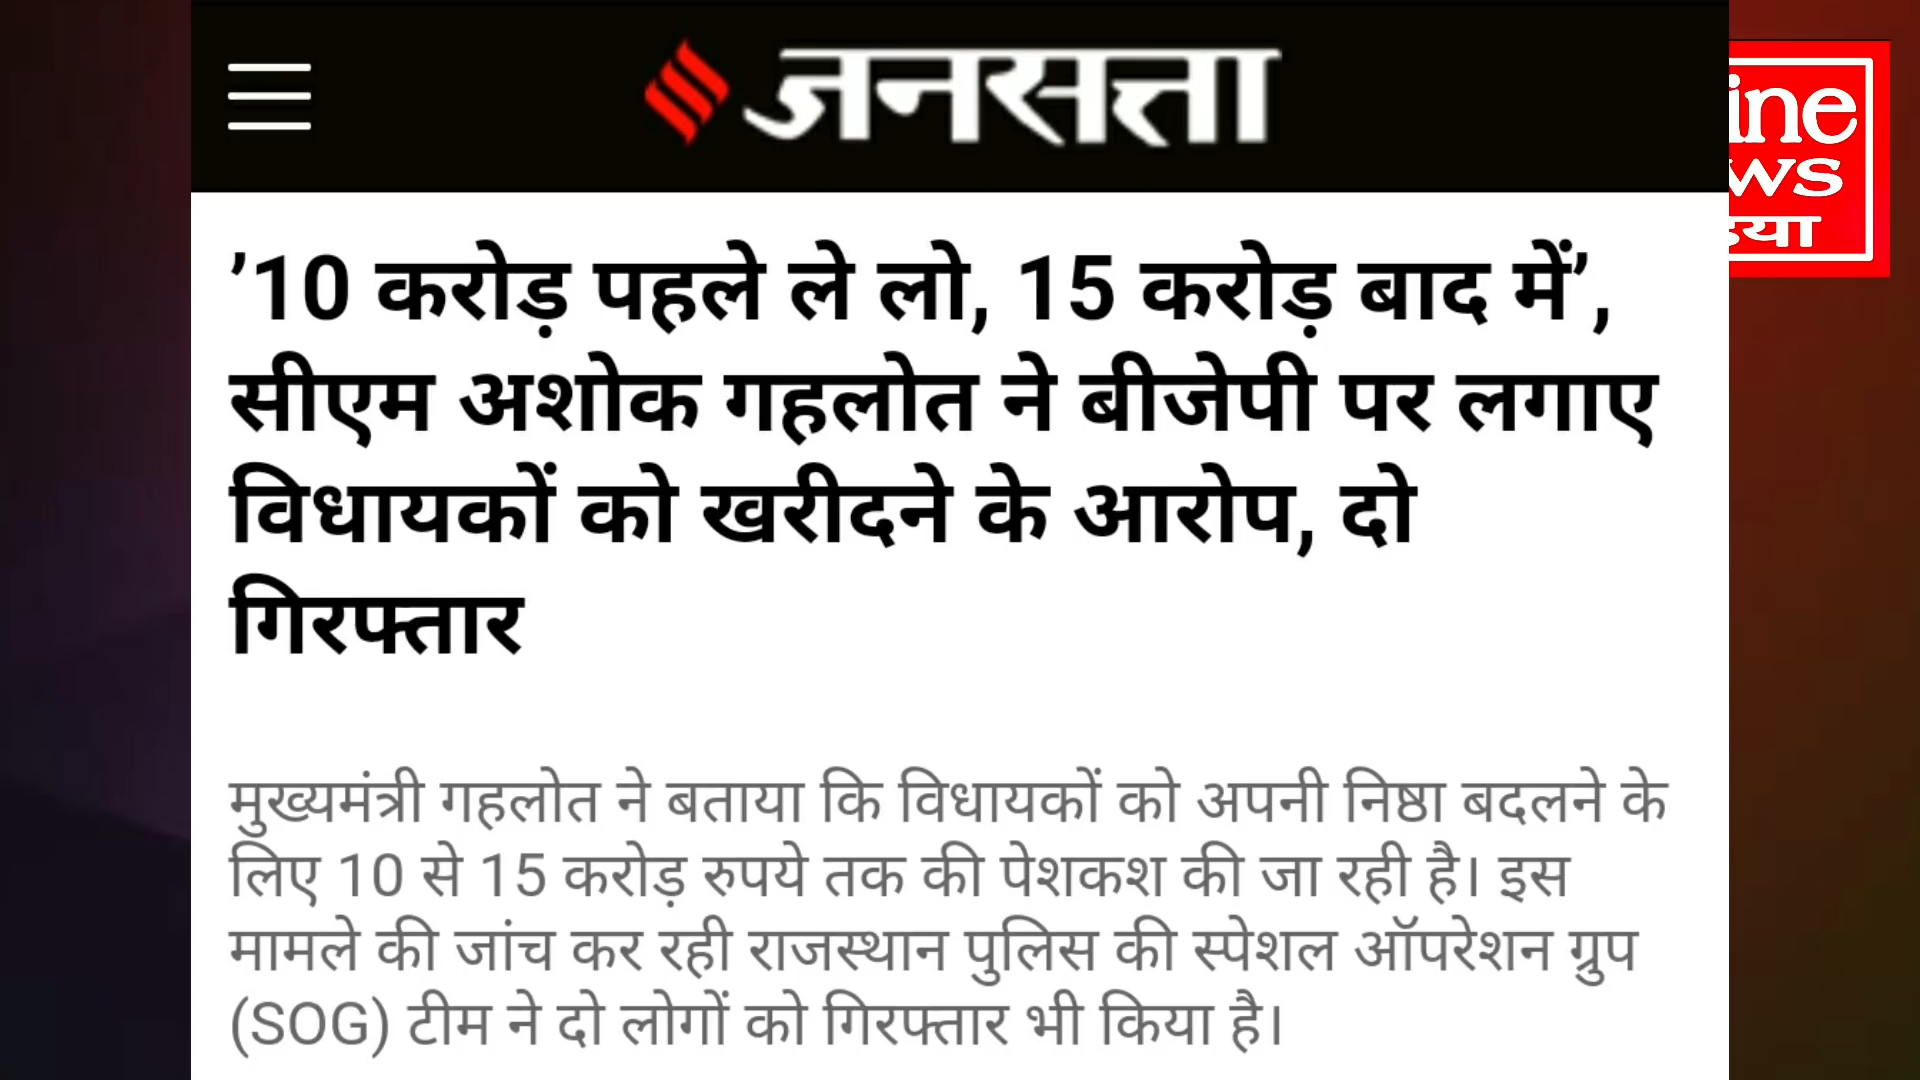 जनसत्ता
’10 करोड़ पहले ले लो, 15 करोड़ बाद में’,
सीएम अशोक गहलोत ने बीजेपी पर लगाए
विधायकों को खरीदने के आरोप, दो
गिरफ्तार
मुख्यमंत्री गहलोत ने बताया कि विधायकों को अपनी निष्ठा बदलने के
लिए 10 से 15 करोड़ रुपये तक की पेशकश की जा रही है। इस
मामले की जांच कर रही राजस्थान पुलिस की स्पेशल ऑपरेशन ग्रुप
(SOG) टीम ने दो लोगों को गिरफ्तार भी किया है।